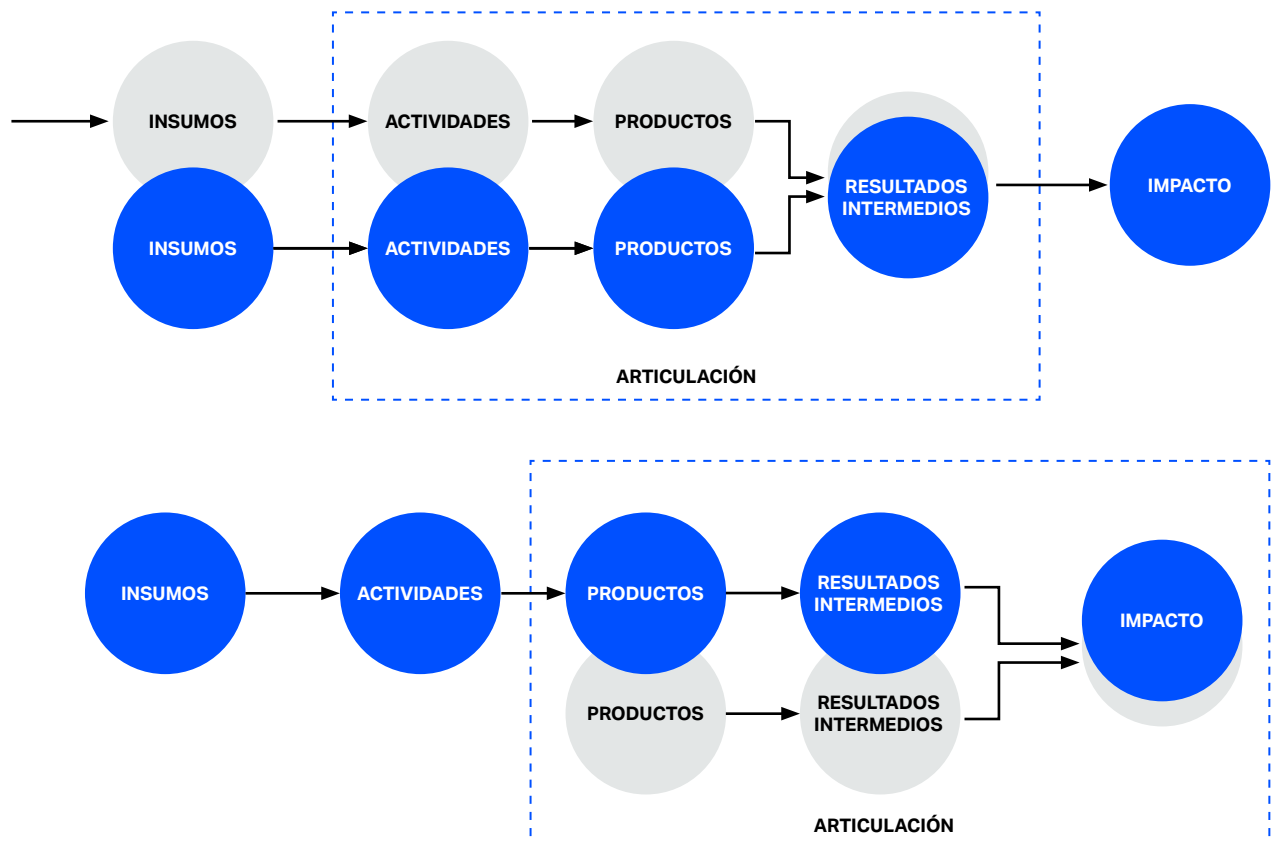 INSUMOS
ACTIVIDADES
PRODUCTOS
RESULTADOS
INTERMEDIOS
IMPACTO
INSUMOS
ACTIVIDADES
PRODUCTOS
ARTICULACIÓN
INSUMOS
ACTIVIDADES
PRODUCTOS
RESULTADOS
INTERMEDIOS
IMPACTO
PRODUCTOS
RESULTADOS
INTERMEDIOS
ARTICULACIÓN